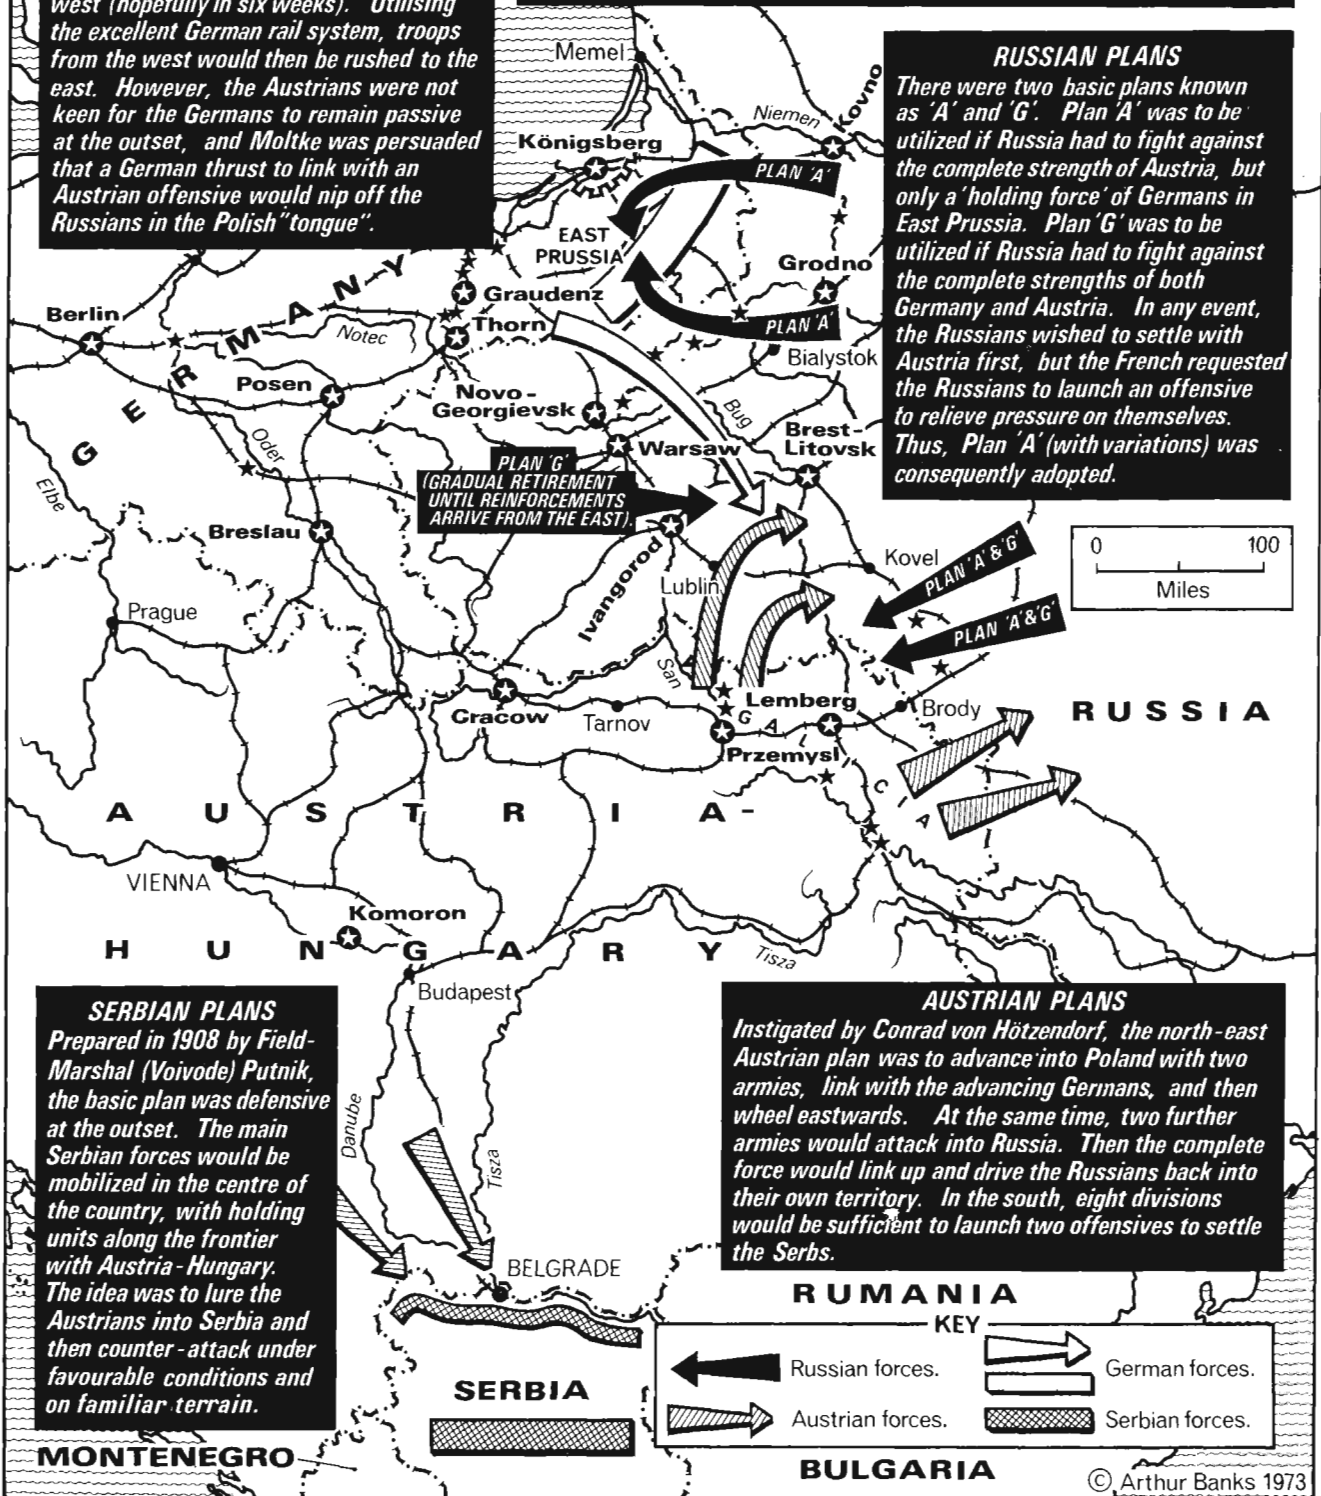 west (hopefully in six weeks). Utilising
the excellent German rail system, troops
from the west would then be rushed to the
east. However, the Austrians were not
keen for the Germans to remain passive
at the outset, and Moltke was persuaded
that a German thrust to link with an
Austrian offensive would nip off the
Russians in the Polish "tongue".
RUSSIAN PLANS
There were two basic plans known
as 'A' and 'G'. Plan 'A' was to be
utilized if Russia had to fight against
the complete strength of Austria, but
only a 'holding force' of Germans in
East Prussia. Plan 'G' was to be
utilized if Russia had to fight against
the complete strengths of both
Germany and Austria. In any event,
the Russians wished to settle with
Austria first, but the French requested
the Russians to launch an offensive
to relieve pressure on themselves.
Thus, Plan 'A' (with variations) was
consequently adopted.
Memel
Niemen
Kovno
Königsberg
PLAN 'A'
EAST
PRUSSIA
Grodno
Graudenz
Berlin
GERMANY
Notec
Thorn
PLAN 'A'
Bialystok
Posen
Novo-
Georgievsk
Bug
Oder
Warsaw
Brest-
Litovsk
Elbe
PLAN 'G'
(GRADUAL RETIREMENT
UNTIL REINFORCEMENTS
ARRIVE FROM THE EAST).
Breslau
Ivangorod
Lublin
Kovel
PLAN 'A'&'G'
PLAN 'A'&'G'
0 100
Miles
Prague
San
Cracow
Tarnov
Lemberg
Brody
RUSSIA
Przemysl
G A
C I A
AUSTRIA-
VIENNA
Komoron
HUNGARY
Tisza
Budapest
SERBIAN PLANS
Prepared in 1908 by Field-
Marshal (Voivode) Putnik,
the basic plan was defensive
at the outset. The main
Serbian forces would be
mobilized in the centre of
the country, with holding
units along the frontier
with Austria-Hungary.
The idea was to lure the
Austrians into Serbia and
then counter-attack under
favourable conditions and
on familiar terrain.
AUSTRIAN PLANS
Instigated by Conrad von Hötzendorf, the north-east
Austrian plan was to advance into Poland with two
armies, link with the advancing Germans, and then
wheel eastwards. At the same time, two further
armies would attack into Russia. Then the complete
force would link up and drive the Russians back into
their own territory. In the south, eight divisions
would be sufficient to launch two offensives to settle
the Serbs.
Danube
Tisza
BELGRADE
RUMANIA
KEY
Russian forces.
German forces.
Austrian forces.
Serbian forces.
SERBIA
MONTENEGRO
BULGARIA
© Arthur Banks 1973